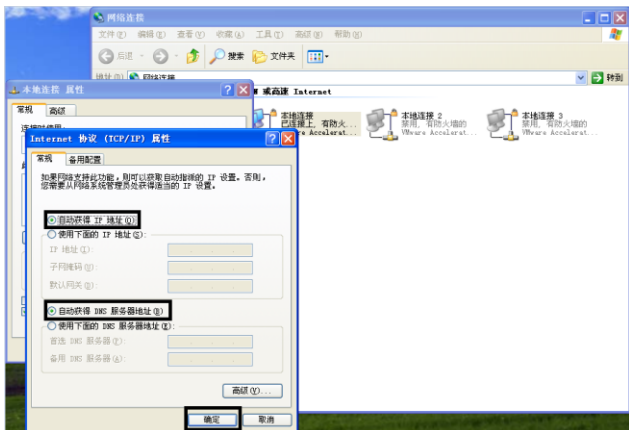 网络连接
文件(F) 编辑(E) 查看(V) 收藏(A) 工具(T) 高级(N) 帮助(H)
后退 搜索 文件夹
地址(D) 网络连接 转到
本地连接 属性
或高速 Internet
常规 高级
本地连接
已连接上, 有防火...
re Accelerat...
本地连接 2
禁用, 有防火墙的
VMware Accelerat...
本地连接 3
禁用, 有防火墙的
VMware Accelerat...
Internet 协议 (TCP/IP) 属性
常规 备用配置
如果网络支持此功能，则可以获取自动指派的 IP 设置。否则，
您需要从网络系统管理员处获得适当的 IP 设置。
自动获得 IP 地址(O)
使用下面的 IP 地址(S):
IP 地址(I):
子网掩码(U):
默认网关(D):
自动获得 DNS 服务器地址(B)
使用下面的 DNS 服务器地址(E):
首选 DNS 服务器(P):
备用 DNS 服务器(A):
高级(V)...
确定 取消